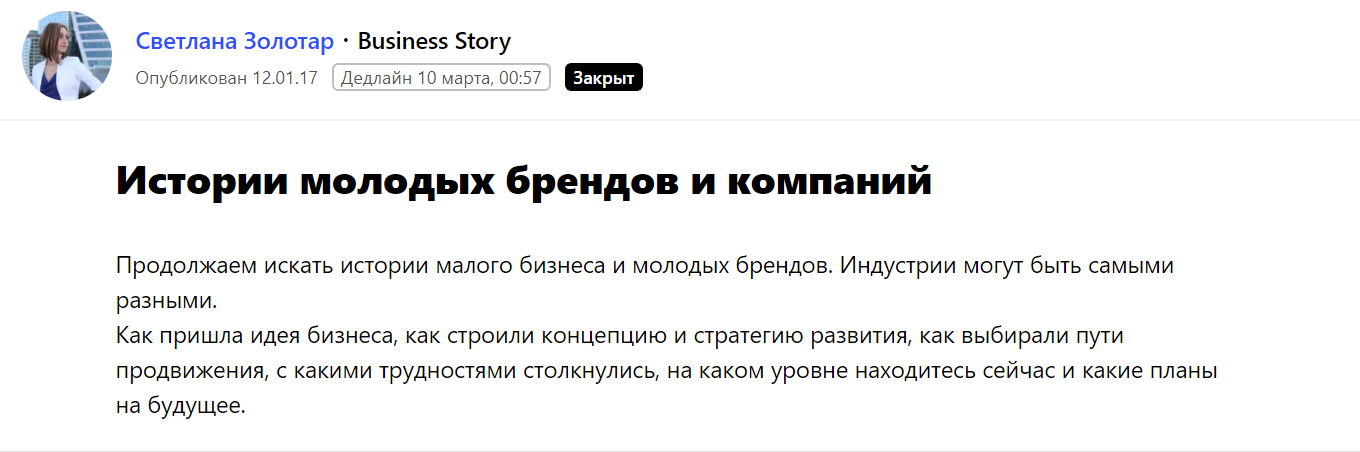 Светлана Золотар · Business Story
Опубликован 12.01.17 Дедлайн 10 марта, 00:57 Закрыт
Истории молодых брендов и компаний
Продолжаем искать истории малого бизнеса и молодых брендов. Индустрии могут быть самыми
разными.
Как пришла идея бизнеса, как строили концепцию и стратегию развития, как выбирали пути
продвижения, с какими трудностями столкнулись, на каком уровне находитесь сейчас и какие планы
на будущее.